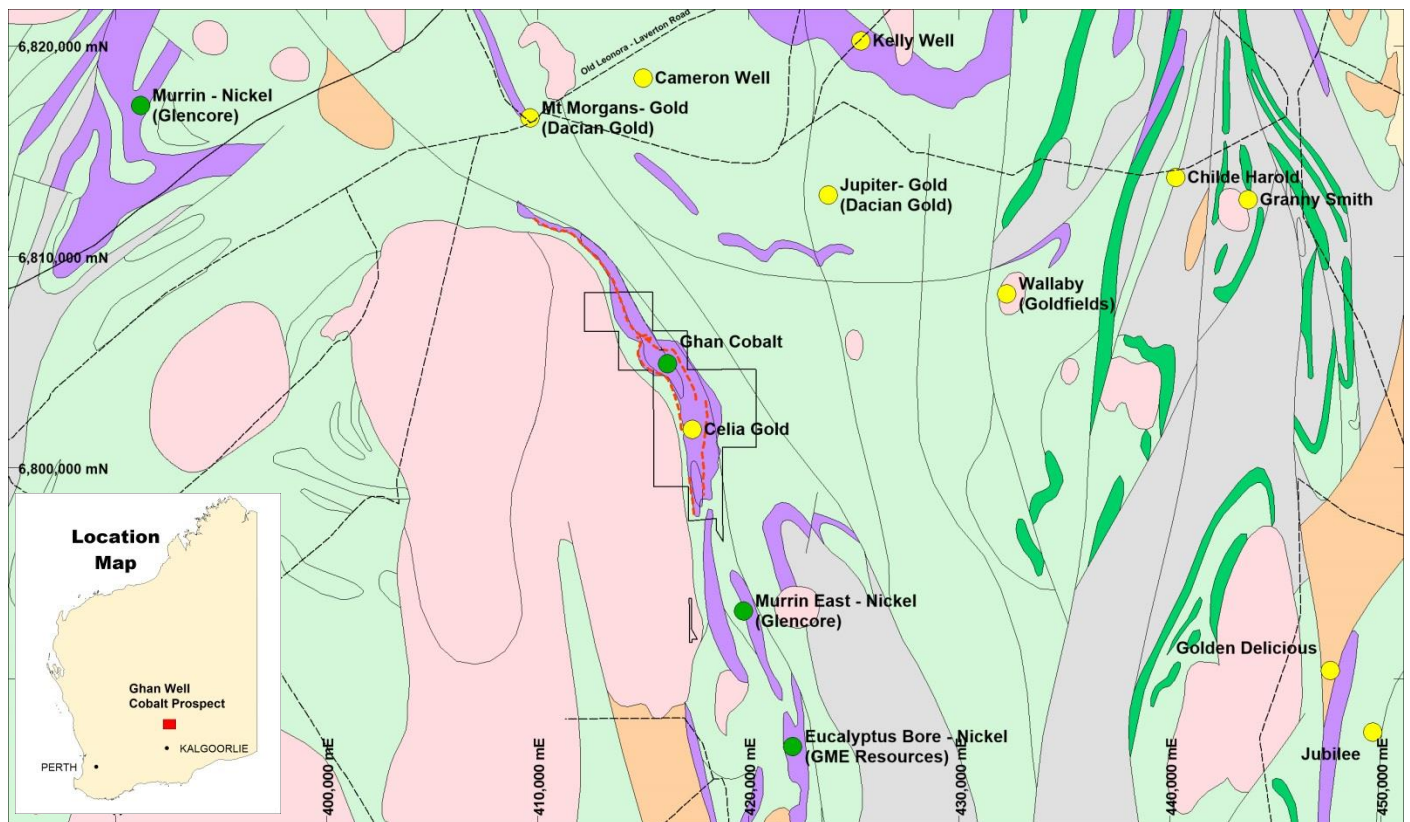 6,820,000 mN
Old Leonora - Laverton Road
Kelly Well
Cameron Well
Murrin - Nickel
(Glencore)
Mt Morgans- Gold
(Dacian Gold)
Jupiter- Gold
(Dacian Gold)
Childe Harold
Granny Smith
6,810,000 mN
Wallaby
(Goldfields)
Ghan Cobalt
Celia Gold
6,800,000 mN
Location
Map
Ghan Well
Cobalt Prospect
KALGOORLIE
PERTH
Murrin East - Nickel
(Glencore)
Golden Delicious
Eucalyptus Bore - Nickel
(GME Resources)
Jubilee
400,000 mE
410,000 mE
420,000 mE
430,000 mE
440,000 mE
450,000 mE